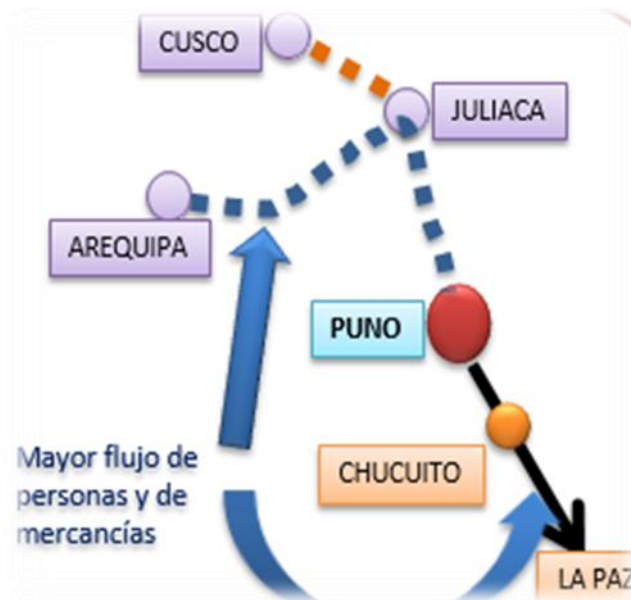 CUSCO
JULIACA
AREQUIPA
PUNO
CHUCUITO
Mayor flujo de
personas y de
mercancías
LA PAZ